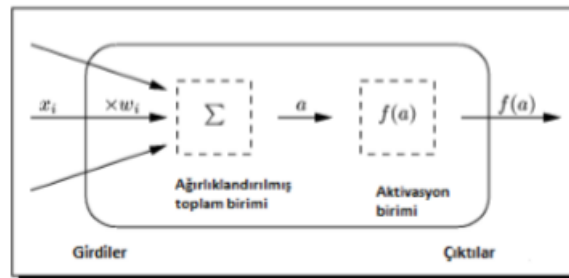 x_i ×w_i Σ a f(a) f(a)
Ağırlıklandırılmış
toplam birimi
Aktivasyon
birimi
Girdiler Çıktılar